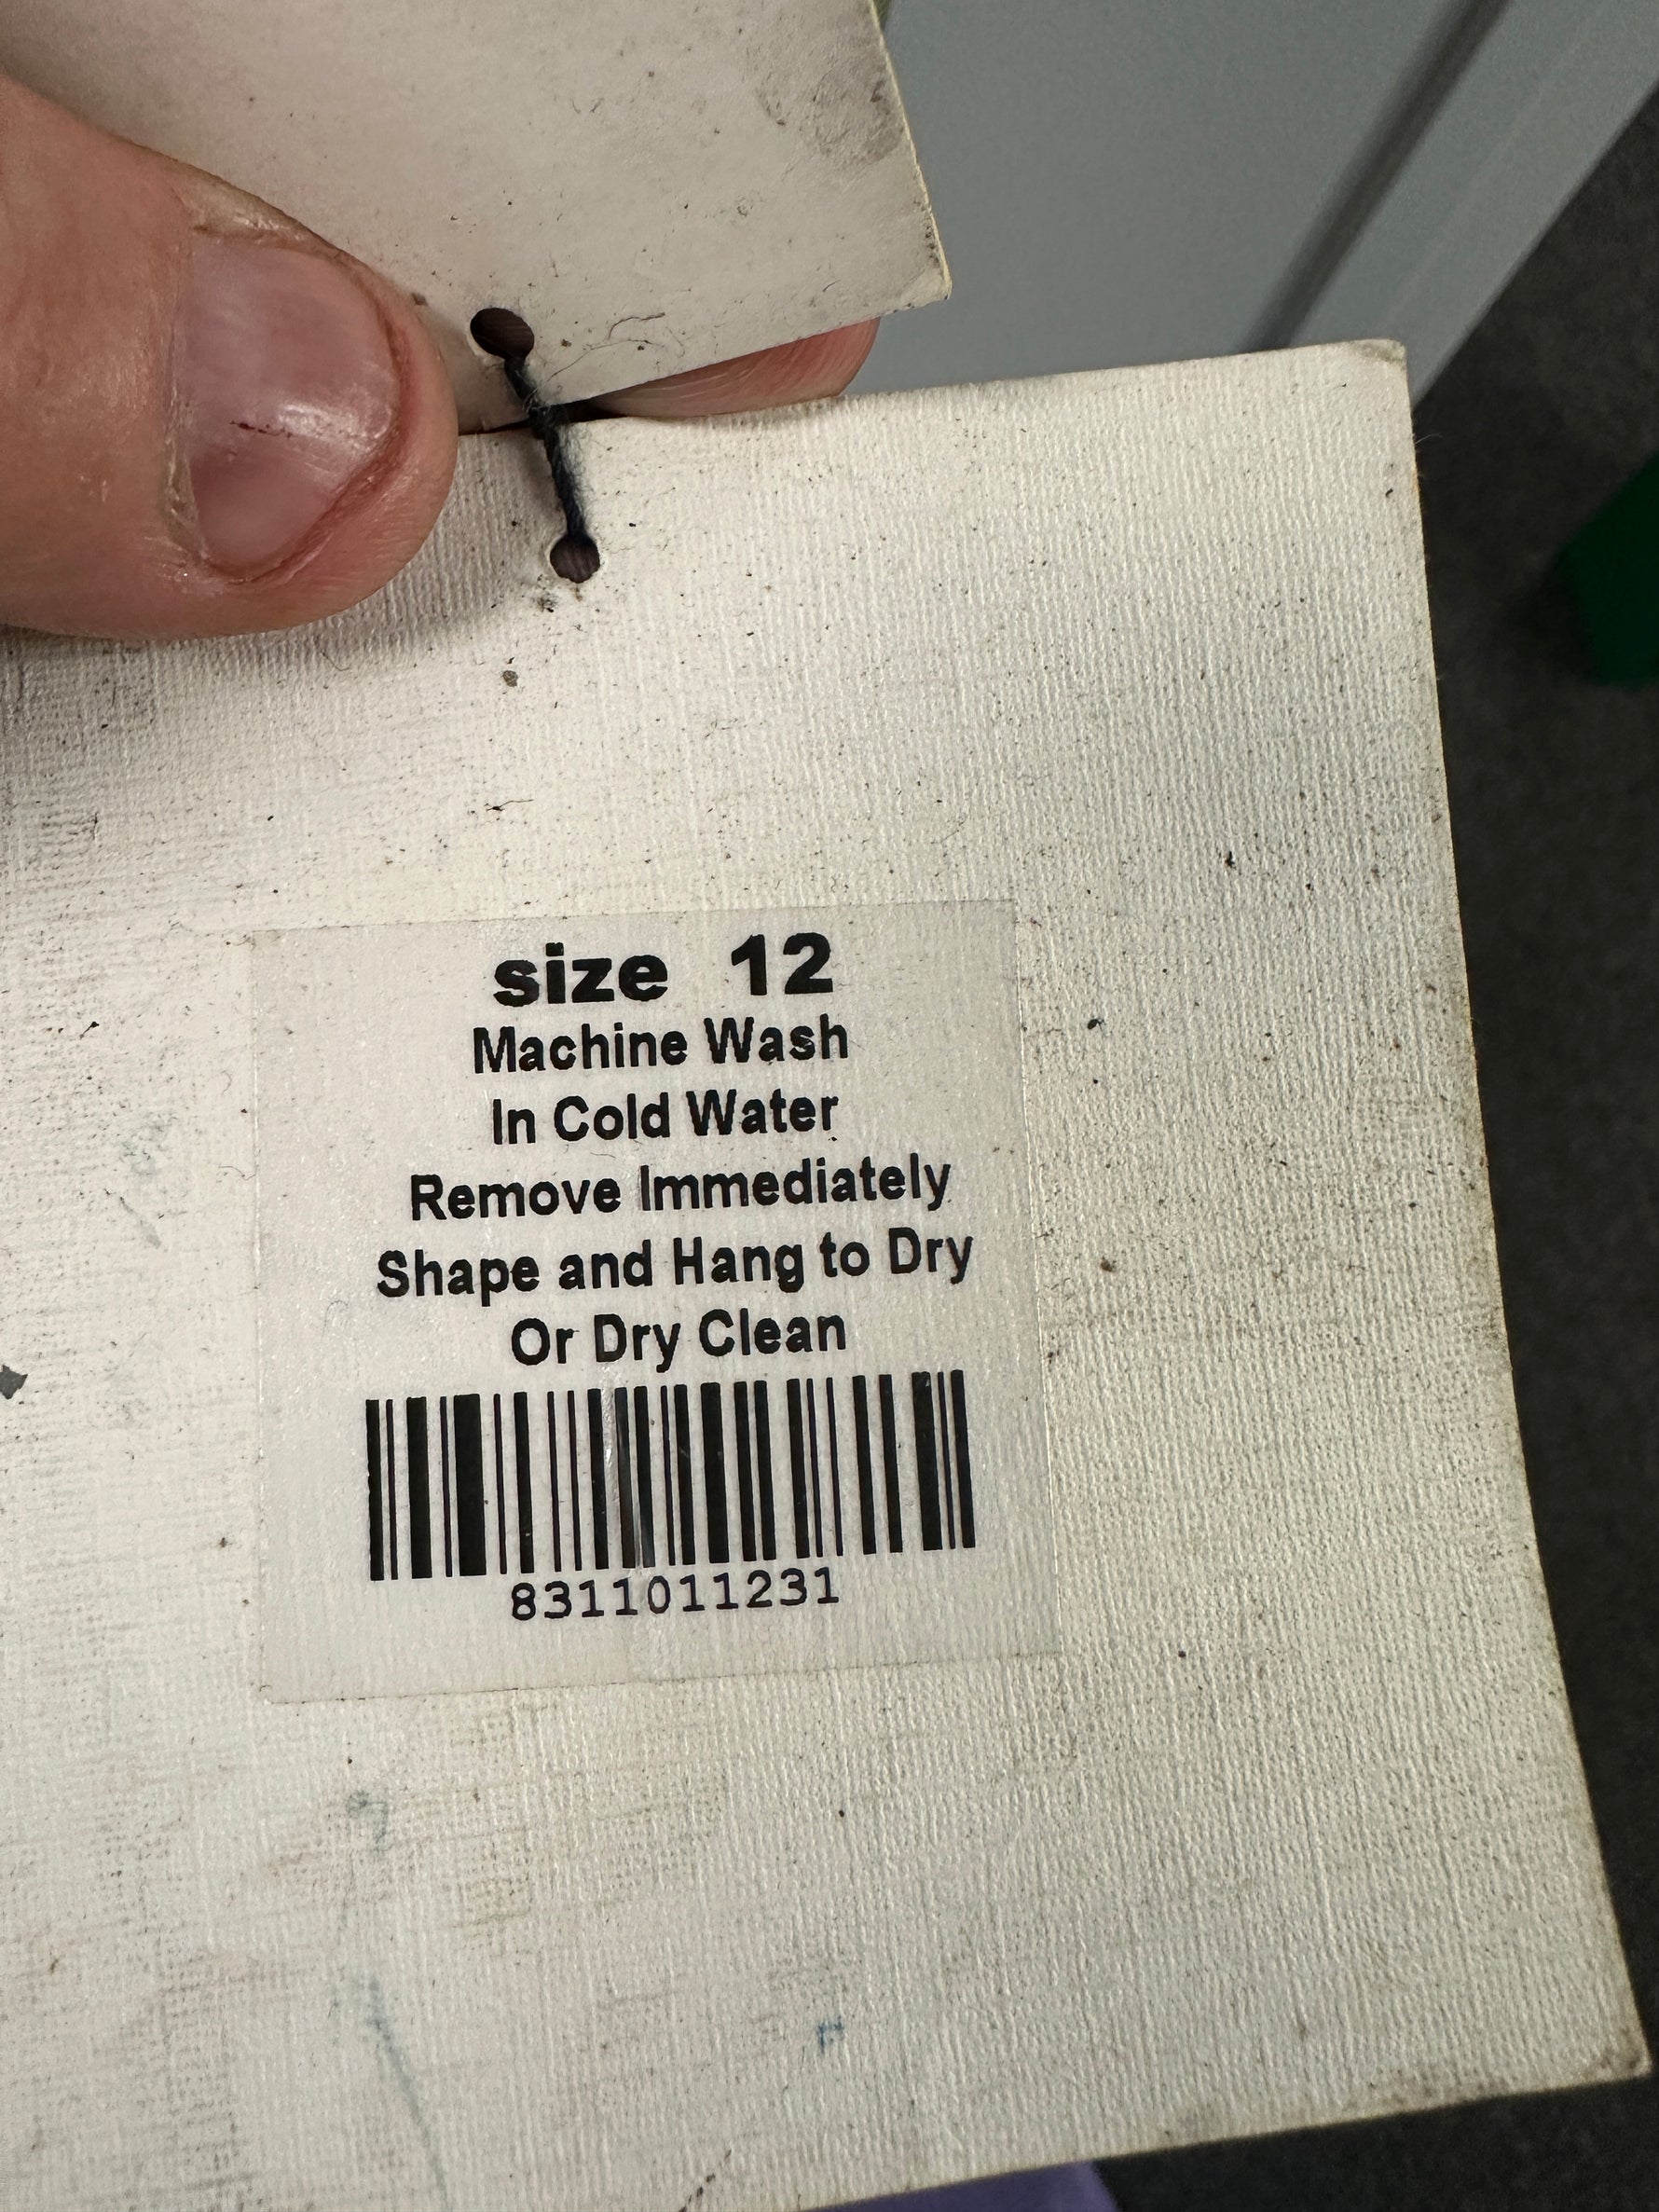 size 12
Machine Wash
In Cold Water
Remove Immediately
Shape and Hang to Dry
Or Dry Clean
8311011231